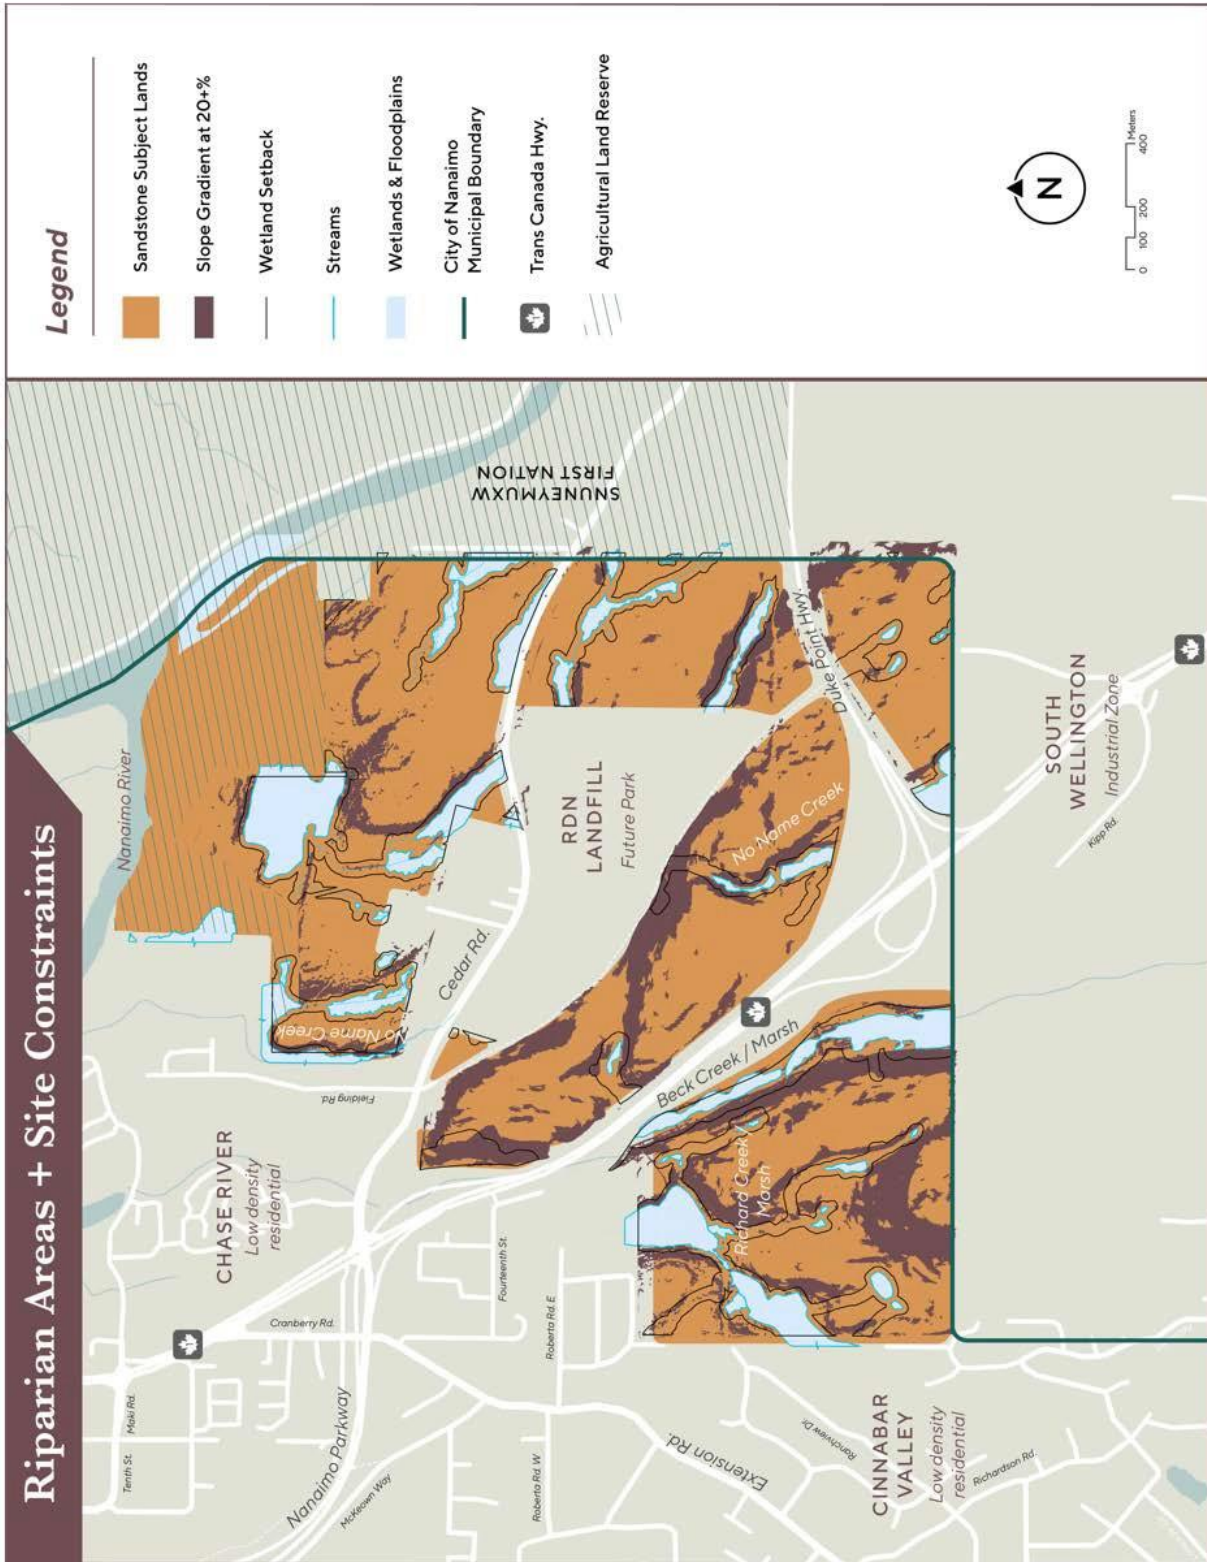 Riparian Areas + Site Constraints
Legend
Sandstone Subject Lands
Slope Gradient at 20+%
Wetland Setback
Streams
Wetlands & Floodplains
City of Nanaimo
Municipal Boundary
Trans Canada Hwy.
Agricultural Land Reserve
N
0 100 200 400
Meters
Nanaimo River
SNUNEYMUXW
FIRST NATION
Tenth St.
Maki Rd.
CHASE RIVER
Low density
residential
Cranberry Rd.
Fielding Rd.
No Name Creek
Nanaimo Parkway
McKeown Way
Cedar Rd.
Fourteenth St.
Roberta Rd. E
Roberta Rd. W
RDN
LANDFILL
Future Park
Beck Creek / Marsh
No Name Creek
Duke Point Hwy.
Extension Rd.
Richard Creek /
Marsh
Ranchview Dr.
CINNABAR
VALLEY
Low density
residential
Richardson Rd.
SOUTH
WELLINGTON
Industrial Zone
Kipp Rd.